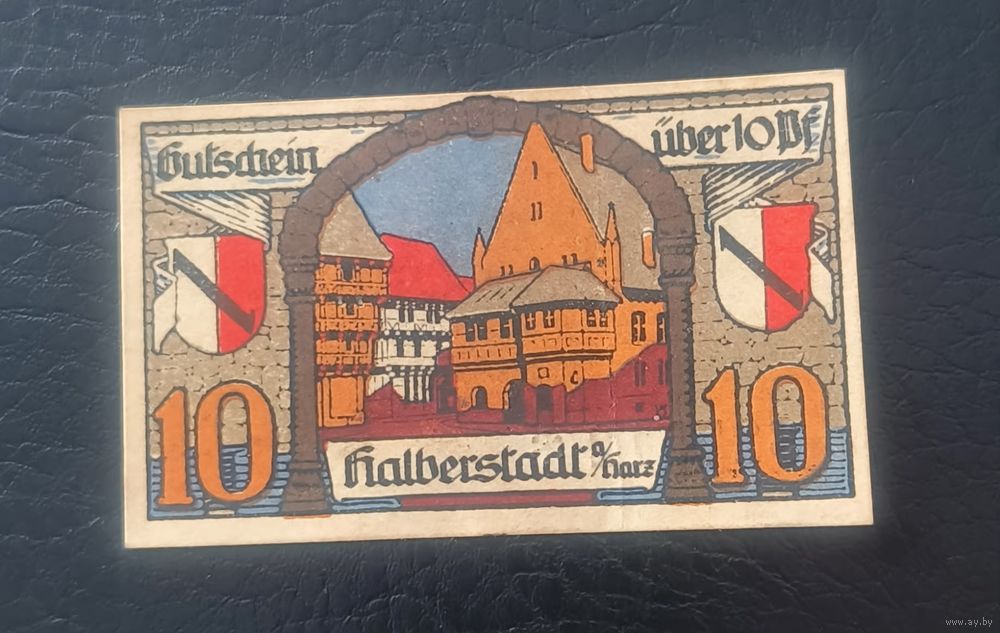 Gutschein
über 10 Pf
10
10
Halberstadt a/Harz
www.ay.by